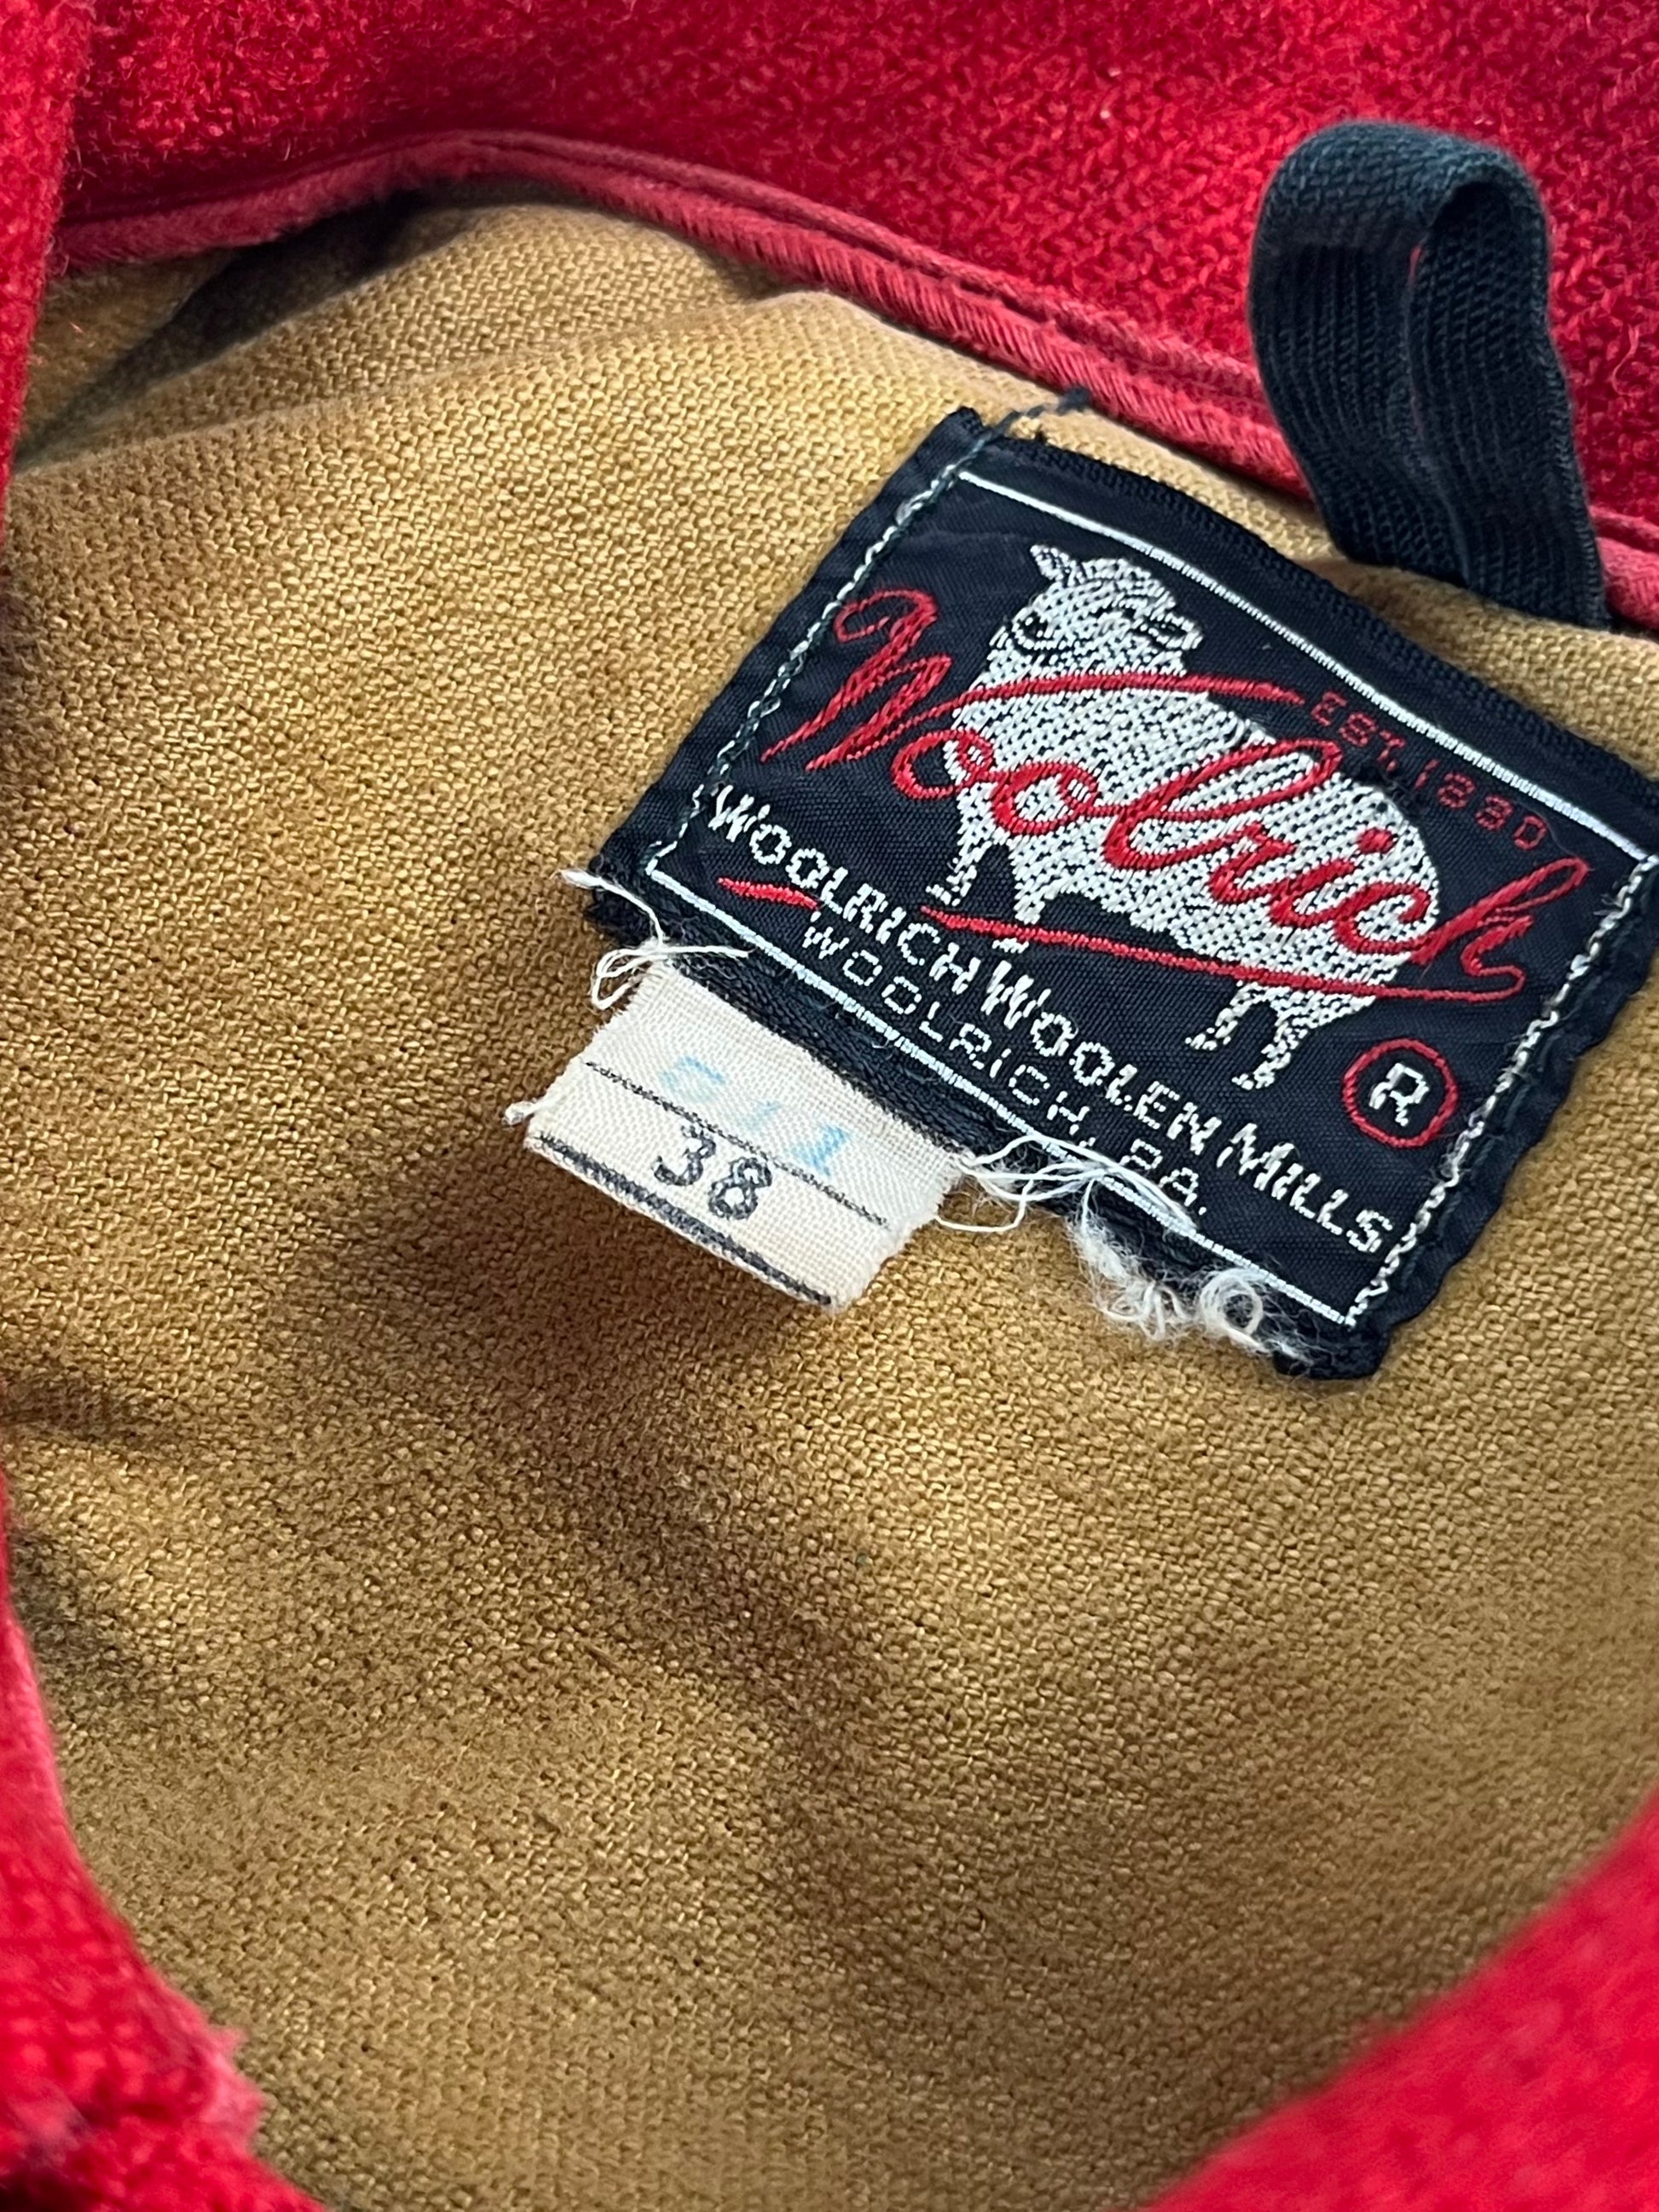 EST. 1830
Woolrich
WOOLRICH WOOLEN MILLS
WOOLRICH, PA.
R
38